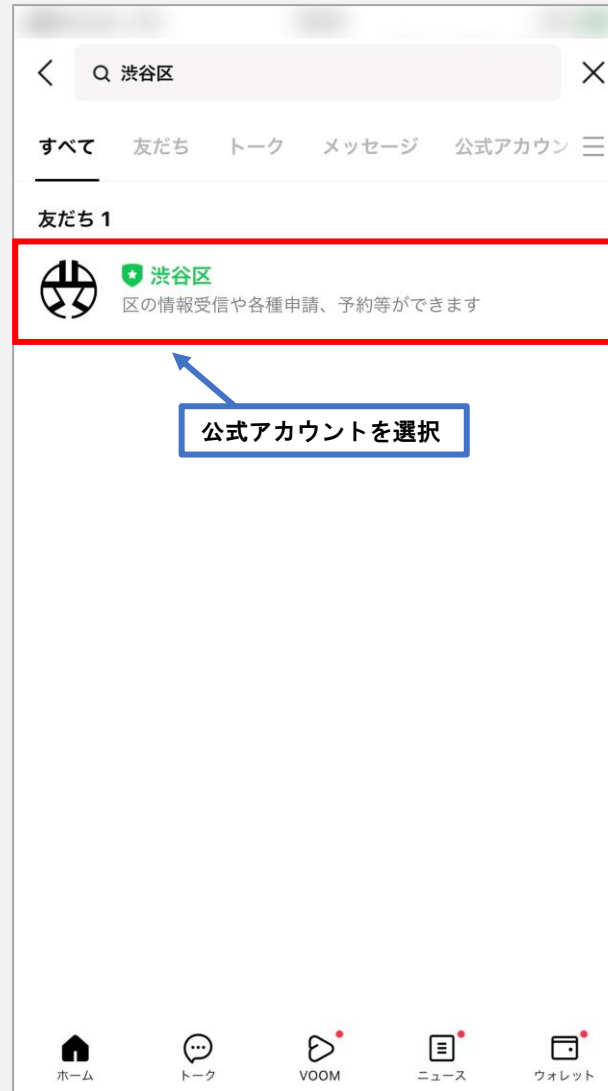 渋谷区
すべて 友だち トーク メッセージ 公式アカウン
友だち 1
渋谷区
区の情報受信や各種申請、予約等ができます
公式アカウントを選択
ホーム トーク VOOM ニュース ウォレット